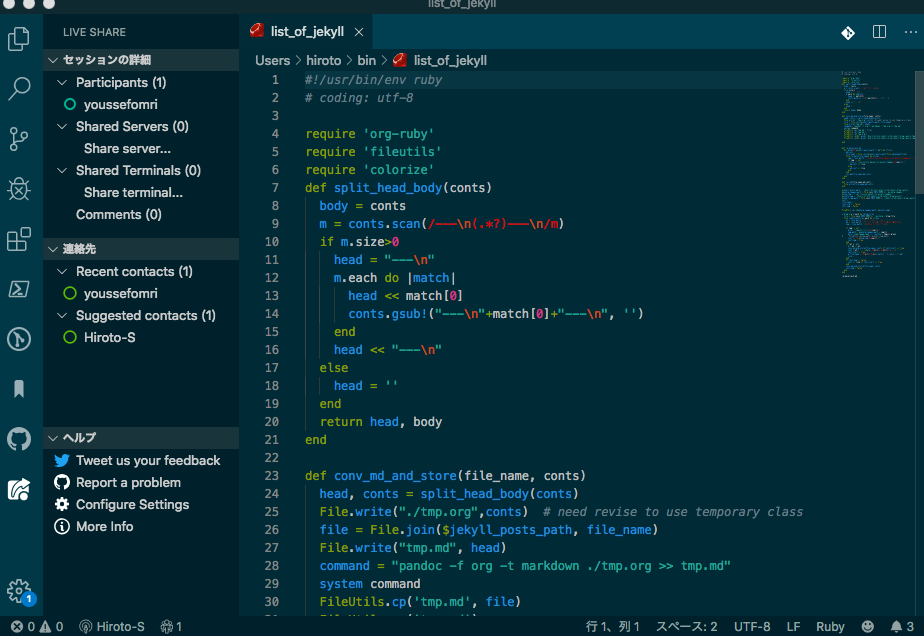 list_of_jekyll
LIVE SHARE
セッションの詳細
Participants (1)
youssefomri
Shared Servers (0)
Share server...
Shared Terminals (0)
Share terminal...
Comments (0)
連絡先
Recent contacts (1)
youssefomri
Suggested contacts (1)
Hiroto-S
ヘルプ
Tweet us your feedback
Report a problem
Configure Settings
More Info
1
list_of_jekyll ×
Users > hiroto > bin > list_of_jekyll
1 #!/usr/bin/env ruby
2 # coding: utf-8
3
4 require 'org-ruby'
5 require 'fileutils'
6 require 'colorize'
7 def split_head_body(conts)
8 body = conts
9 m = conts.scan(/---\n(.*?)---\n/m)
10 if m.size>0
11 head = "---\n"
12 m.each do |match|
13 head << match[0]
14 conts.gsub!("---\n"+match[0]+"---\n", '')
15 end
16 head << "---\n"
17 else
18 head = ''
19 end
20 return head, body
21 end
22
23 def conv_md_and_store(file_name, conts)
24 head, conts = split_head_body(conts)
25 File.write("./tmp.org",conts) # need revise to use temporary class
26 file = File.join($jekyll_posts_path, file_name)
27 File.write("tmp.md", head)
28 command = "pandoc -f org -t markdown ./tmp.org >> tmp.md"
29 system command
30 FileUtils.cp('tmp.md', file)
0 0 Hiroto-S 1 行 1、列 1 スペース: 2 UTF-8 LF Ruby 3